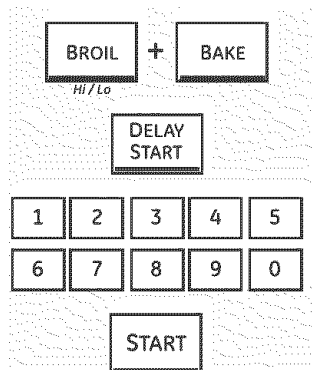 BROIL + BAKE
Hi / Lo
DELAY
START
1 2 3 4 5
6 7 8 9 0
START